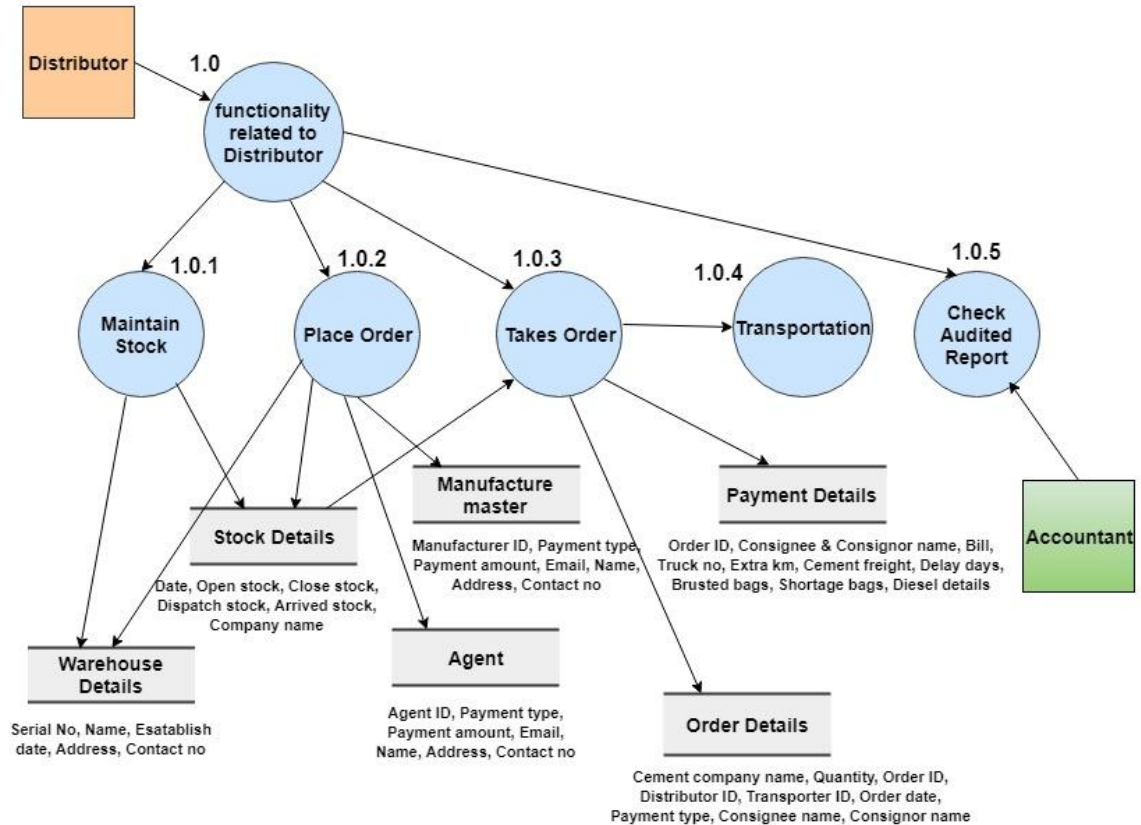 Distributor
1.0
functionality
related to
Distributor
1.0.1
Maintain
Stock
1.0.2
Place Order
1.0.3
Takes Order
1.0.4
Transportation
1.0.5
Check
Audited
Report
Stock Details
Date, Open stock, Close stock,
Dispatch stock, Arrived stock,
Company name
Manufacture
master
Manufacturer ID, Payment type,
Payment amount, Email, Name,
Address, Contact no
Payment Details
Order ID, Consignee & Consignor name, Bill,
Truck no, Extra km, Cement freight, Delay days,
Brusted bags, Shortage bags, Diesel details
Accountant
Warehouse
Details
Serial No, Name, Esatablish
date, Address, Contact no
Agent
Agent ID, Payment type,
Payment amount, Email,
Name, Address, Contact no
Order Details
Cement company name, Quantity, Order ID,
Distributor ID, Transporter ID, Order date,
Payment type, Consignee name, Consignor name